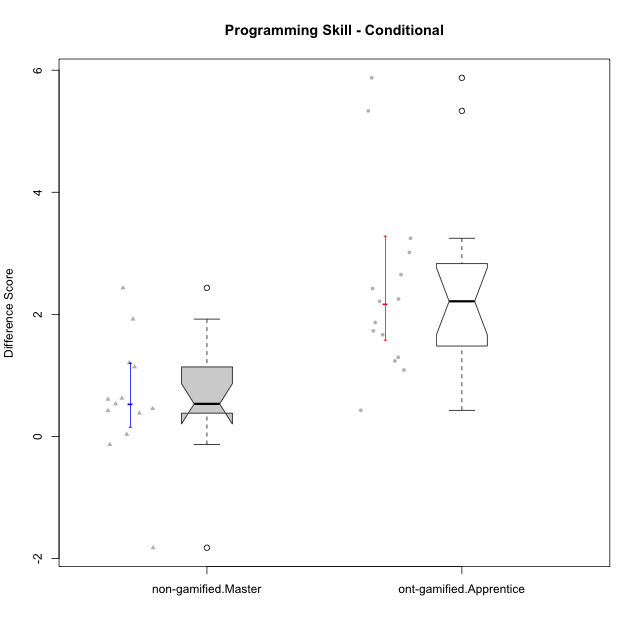 Programming Skill - Conditional
Difference Score
6
4
2
0
-2
non-gamified.Master
ont-gamified.Apprentice